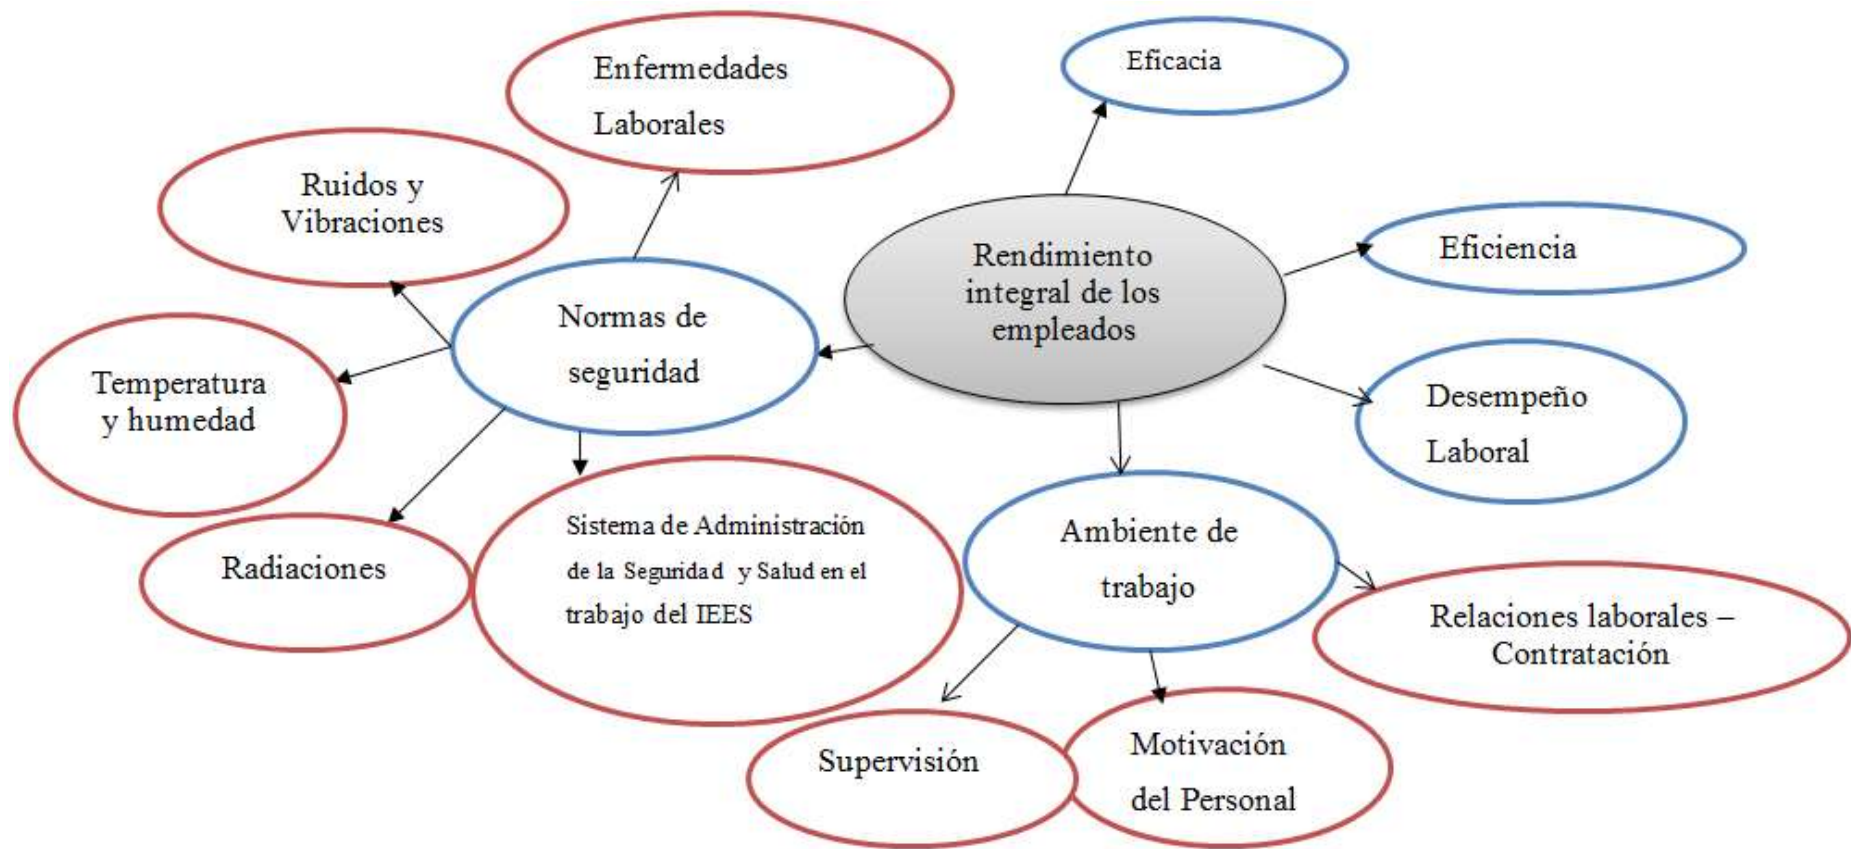 Enfermedades
Laborales
Eficacia
Ruidos y
Vibraciones
Rendimiento
integral de los
empleados
Eficiencia
Normas de
seguridad
Temperatura
y humedad
Desempeño
Laboral
Radiaciones
Sistema de Administración
de la Seguridad y Salud en el
trabajo del IEES
Ambiente de
trabajo
Relaciones laborales –
Contratación
Supervisión
Motivación
del Personal